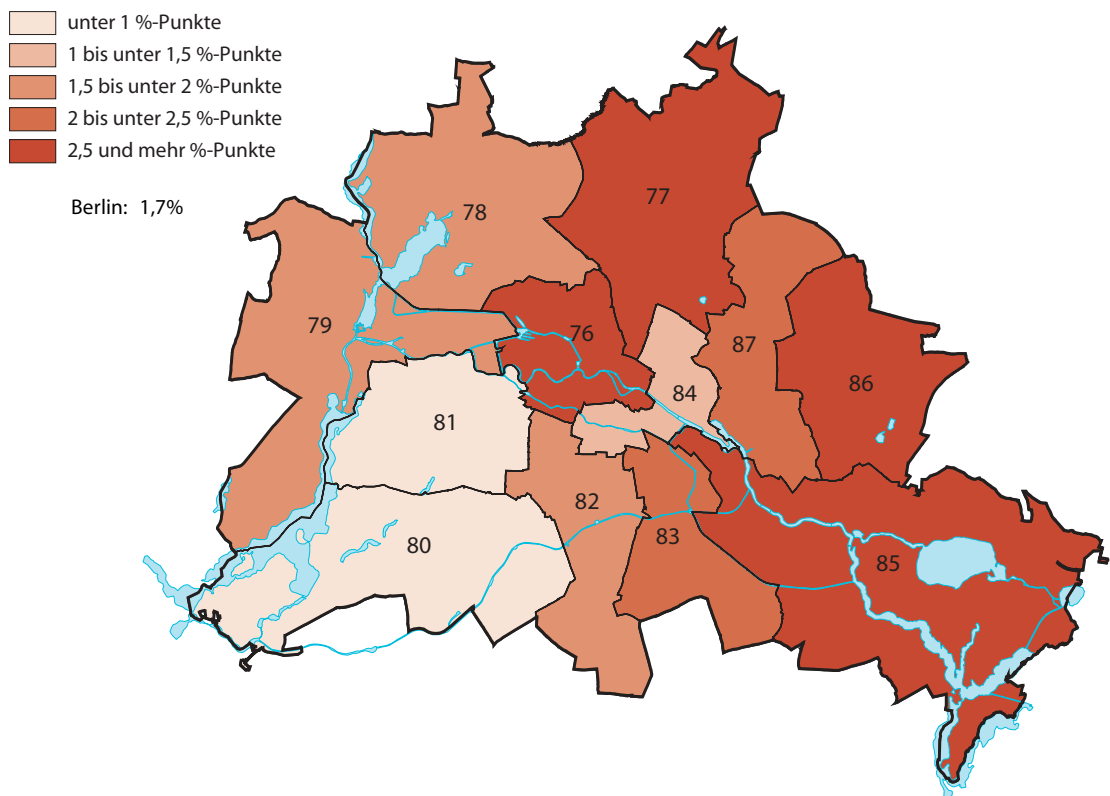 unter 1 %-Punkte
1 bis unter 1,5 %-Punkte
1,5 bis unter 2 %-Punkte
2 bis unter 2,5 %-Punkte
2,5 und mehr %-Punkte
Berlin: 1,7%
77
78
79
76
87
86
84
81
82
83
80
85